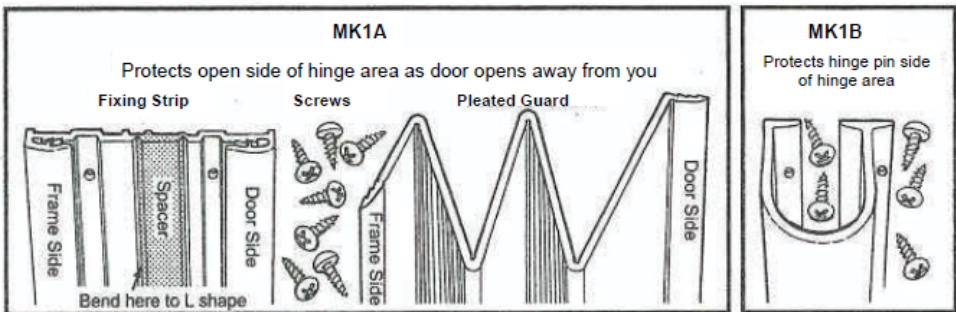 MK1A
Protects open side of hinge area as door opens away from you
Fixing Strip
Screws
Pleated Guard
Frame Side
Spacer
Door Side
Bend here to L shape
Frame Side
Door Side
MK1B
Protects hinge pin side
of hinge area